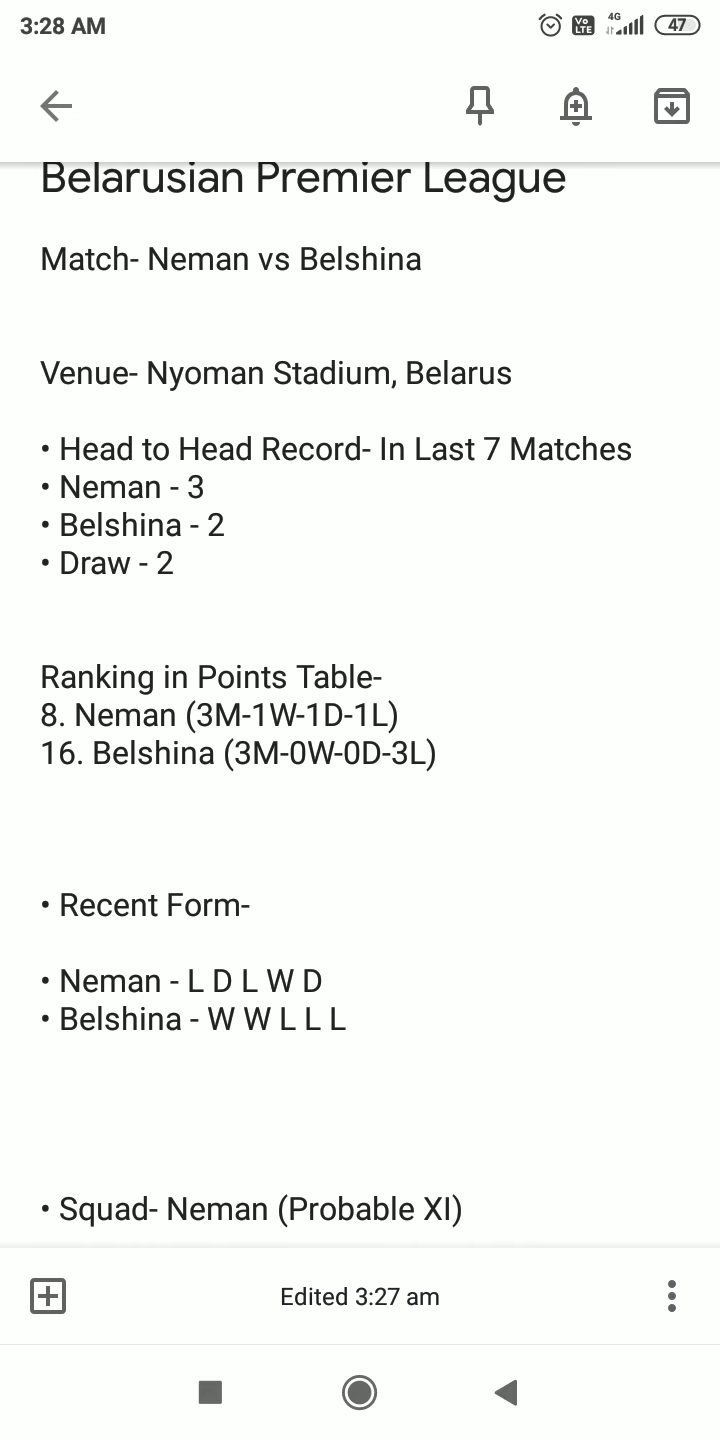 3:28 AM
Vo LTE
4G
47
Belarusian Premier League
Match- Neman vs Belshina
Venue- Nyoman Stadium, Belarus
• Head to Head Record- In Last 7 Matches
• Neman - 3
• Belshina - 2
• Draw - 2
Ranking in Points Table-
8. Neman (3M-1W-1D-1L)
16. Belshina (3M-0W-0D-3L)
• Recent Form-
• Neman - L D L W D
• Belshina - W W L L L
• Squad- Neman (Probable XI)
Edited 3:27 am